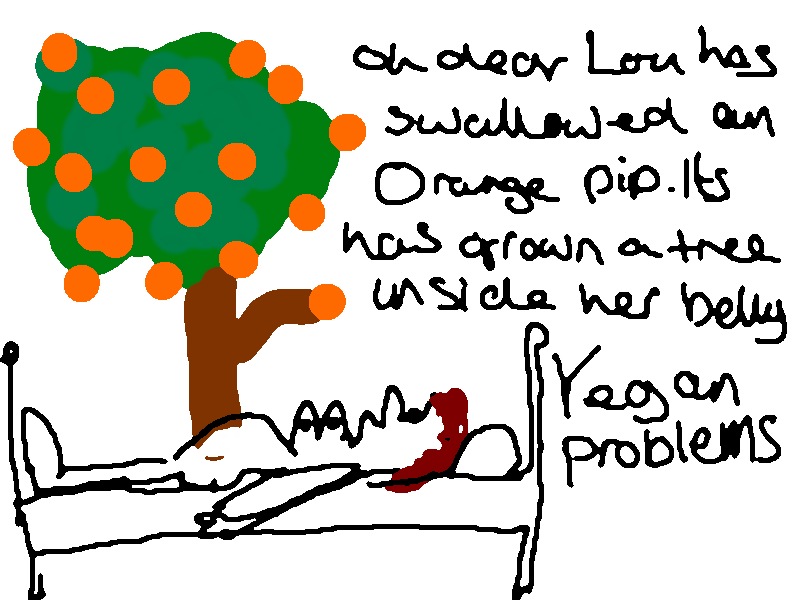 oh dear Lou has
swallowed an
Orange pip. Its
has grown a tree
inside her belly
Vegan
problems